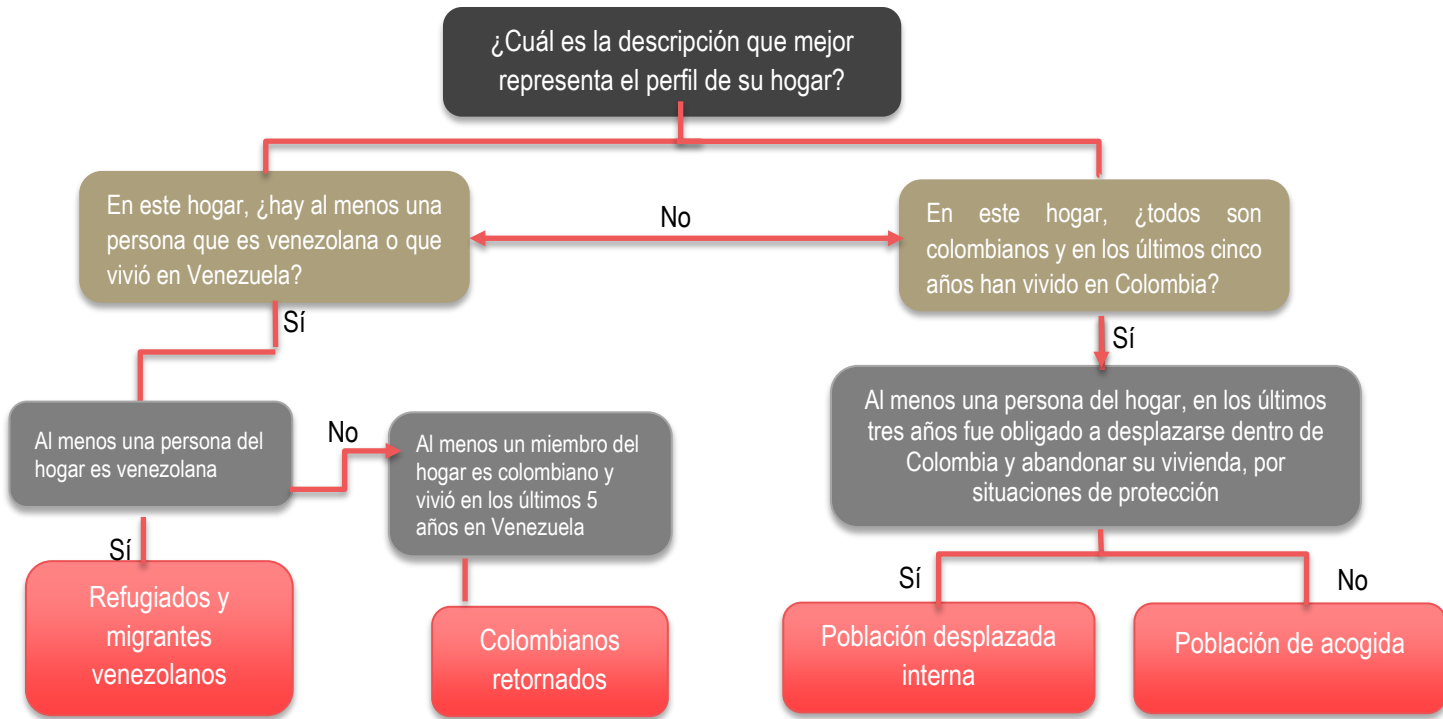 ¿Cuál es la descripción que mejor
representa el perfil de su hogar?
En este hogar, ¿hay al menos una
persona que es venezolana o que
vivió en Venezuela?
No
En este hogar, ¿todos son
colombianos y en los últimos cinco
años han vivido en Colombia?
Sí
Sí
Al menos una persona del
hogar es venezolana
No
Al menos un miembro del
hogar es colombiano y
vivió en los últimos 5
años en Venezuela
Al menos una persona del hogar, en los últimos
tres años fue obligado a desplazarse dentro de
Colombia y abandonar su vivienda, por
situaciones de protección
Sí
Sí
No
Refugiados y
migrantes
venezolanos
Colombianos
retornados
Población desplazada
interna
Población de acogida